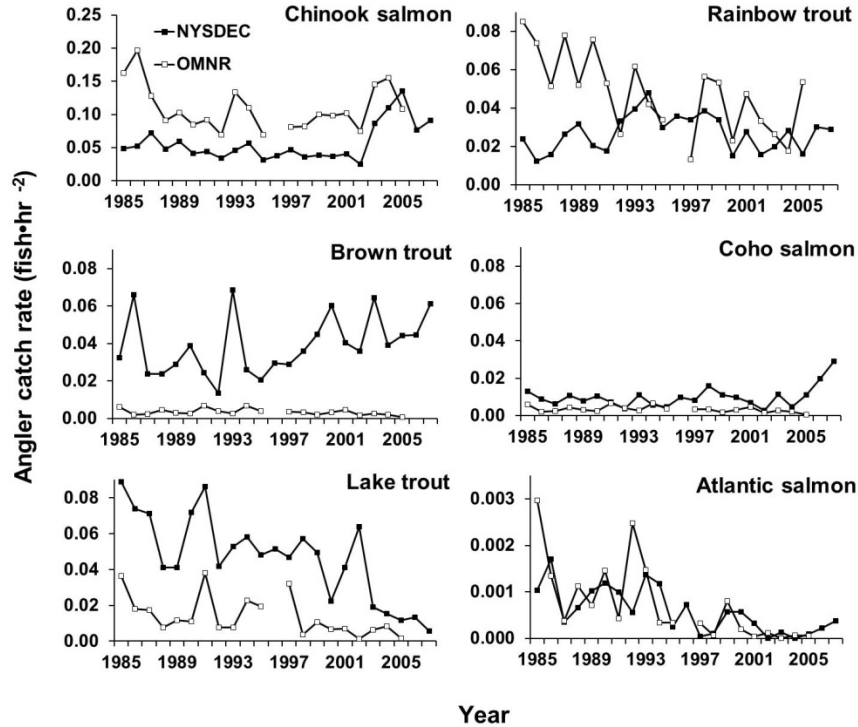 Chinook salmon
NYSDEC
OMNR
0.25
0.20
0.15
0.10
0.05
0.00
1985 1989 1993 1997 2001 2005
Rainbow trout
0.08
0.06
0.04
0.02
0.00
1985 1989 1993 1997 2001 2005
Brown trout
0.08
0.06
0.04
0.02
0.00
1985 1989 1993 1997 2001 2005
Coho salmon
0.08
0.06
0.04
0.02
0.00
1985 1989 1993 1997 2001 2005
Lake trout
0.08
0.06
0.04
0.02
0.00
1985 1989 1993 1997 2001 2005
Atlantic salmon
0.003
0.002
0.001
0.000
1985 1989 1993 1997 2001 2005
Angler catch rate (fish•hr -2)
Year